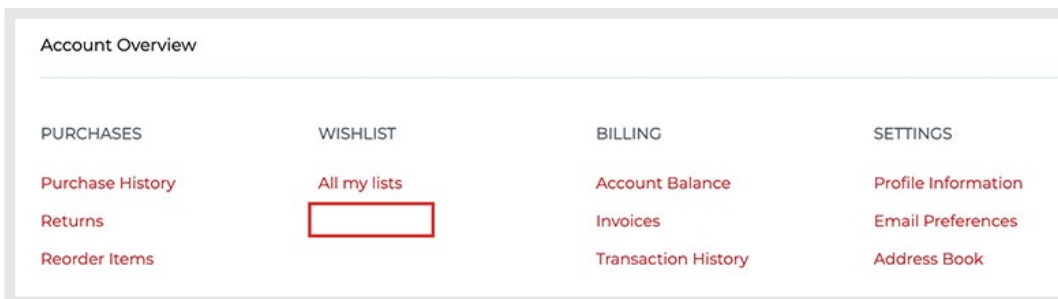 Account Overview
PURCHASES
Purchase History
Returns
Reorder Items
WISHLIST
All my lists
BILLING
Account Balance
Invoices
Transaction History
SETTINGS
Profile Information
Email Preferences
Address Book